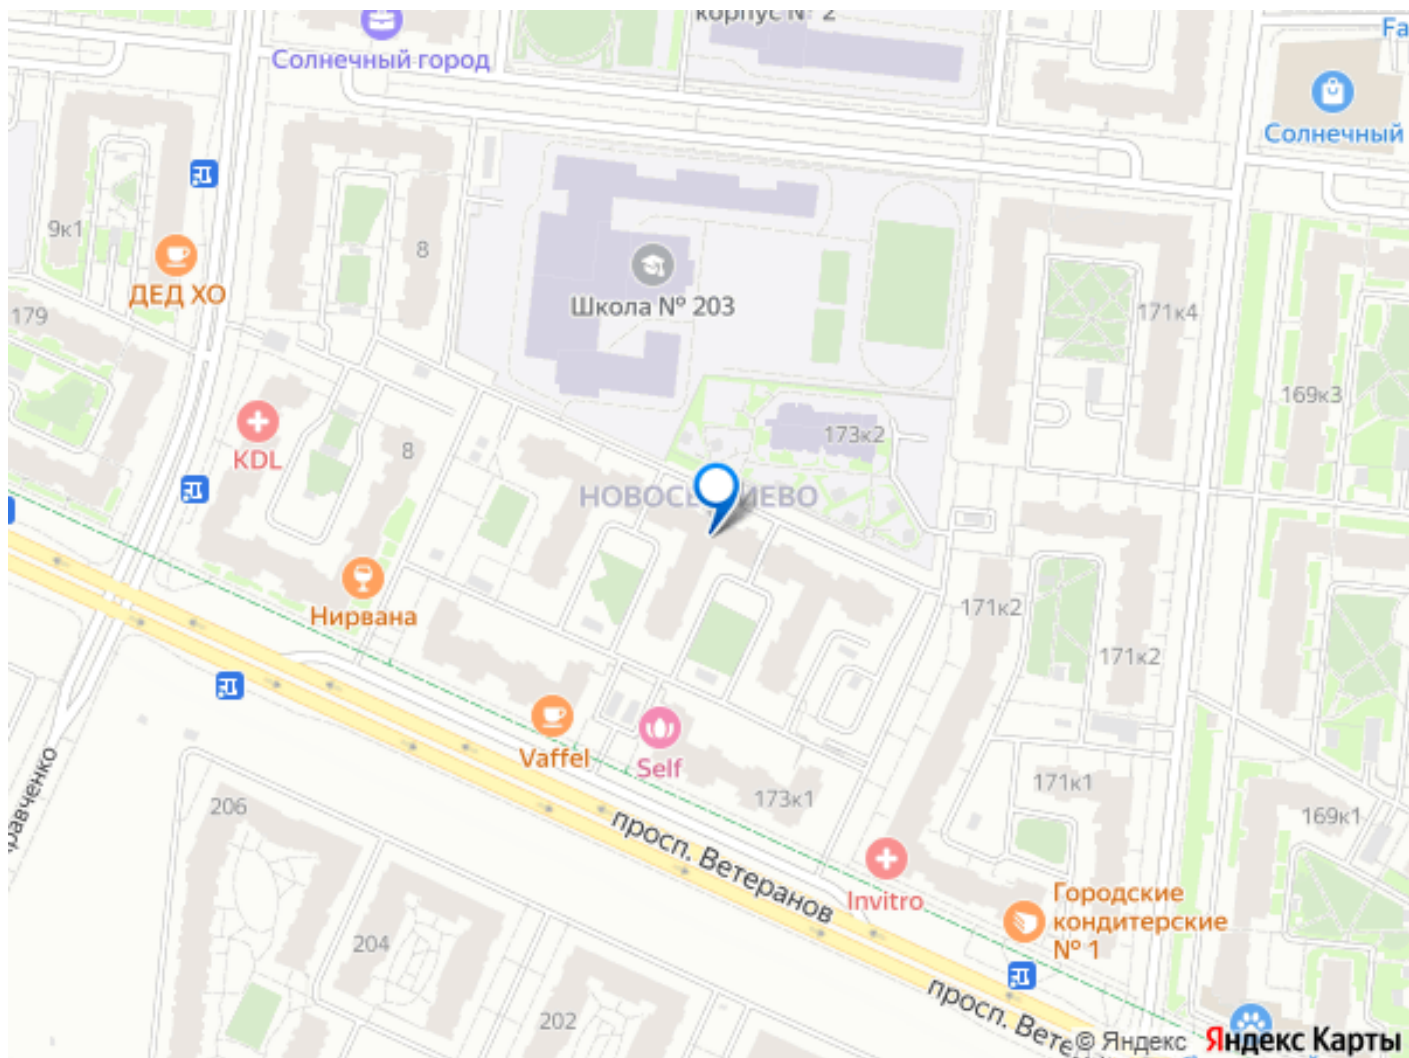 корпус № 2
Солнечный город
Солнечный
9к1
8
ДЕД ХО
179
Школа № 203
171к4
169к3
173к2
KDL
8
Нирвана
171к2
171к2
Vaffel
Self
173к1
171к1
169к1
206
просп. Ветеранов
Invitro
Городские
кондитерские
№ 1
204
202
© Яндекс
Яндекс Карты